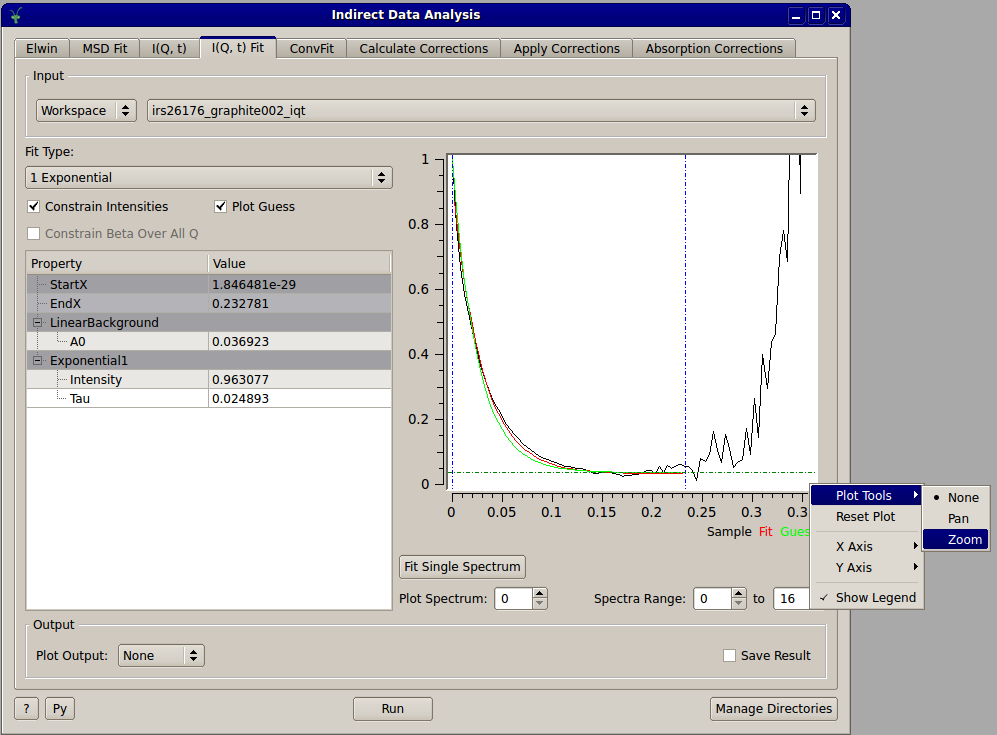 Indirect Data Analysis
Elwin MSD Fit I(Q, t) I(Q, t) Fit ConvFit Calculate Corrections Apply Corrections Absorption Corrections
Input
Workspace irs26176_graphite002_iqt
Fit Type:
1 Exponential
Constrain Intensities Plot Guess
Constrain Beta Over All Q
Property Value
StartX 1.846481e-29
EndX 0.232781
LinearBackground
A0 0.036923
Exponential1
Intensity 0.963077
Tau 0.024893
1
0.8
0.6
0.4
0.2
0
0 0.05 0.1 0.15 0.2 0.25 0.3 0.3
Sample Fit Gues
Plot Tools
Reset Plot
X Axis
Y Axis
Show Legend
None
Pan
Zoom
Fit Single Spectrum
Plot Spectrum: 0 Spectra Range: 0 to 16
Output
Plot Output: None Save Result
? Py Run Manage Directories